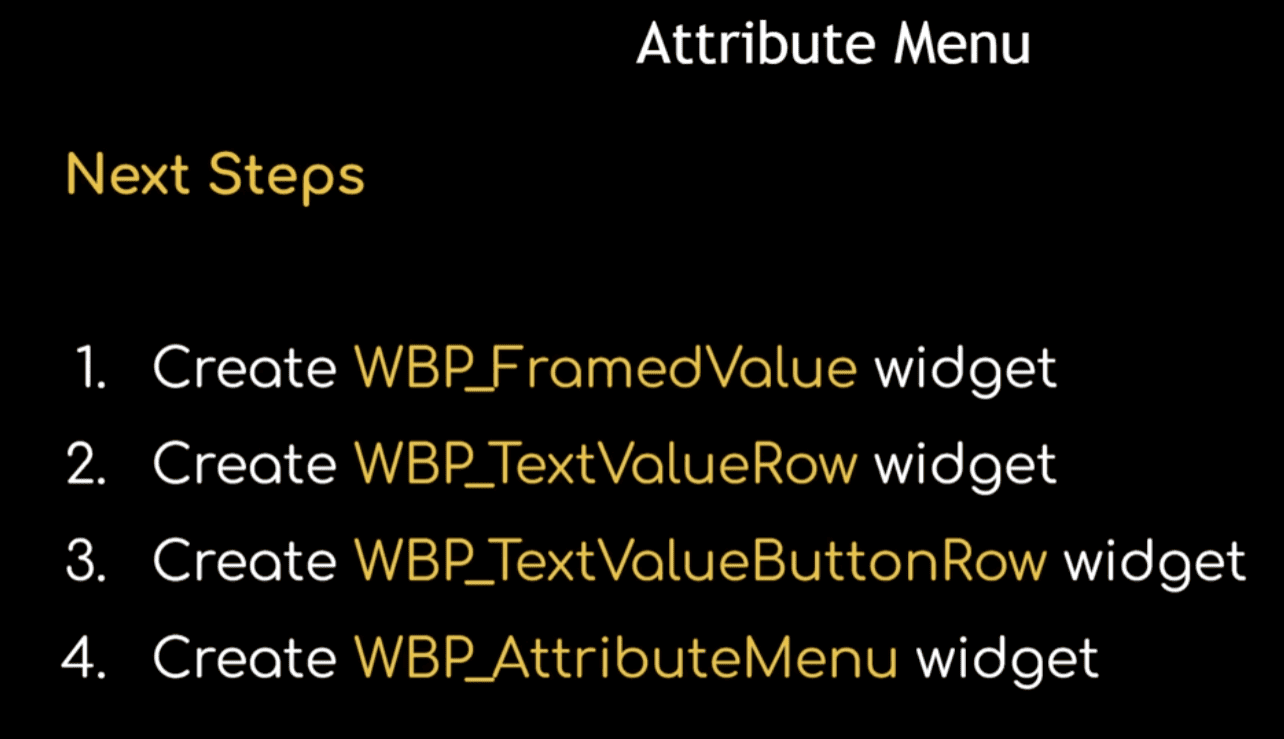 Attribute Menu
Next Steps
1. Create WBP_FramedValue widget
2. Create WBP_TextValueRow widget
3. Create WBP_TextValueButtonRow widget
4. Create WBP_AttributeMenu widget